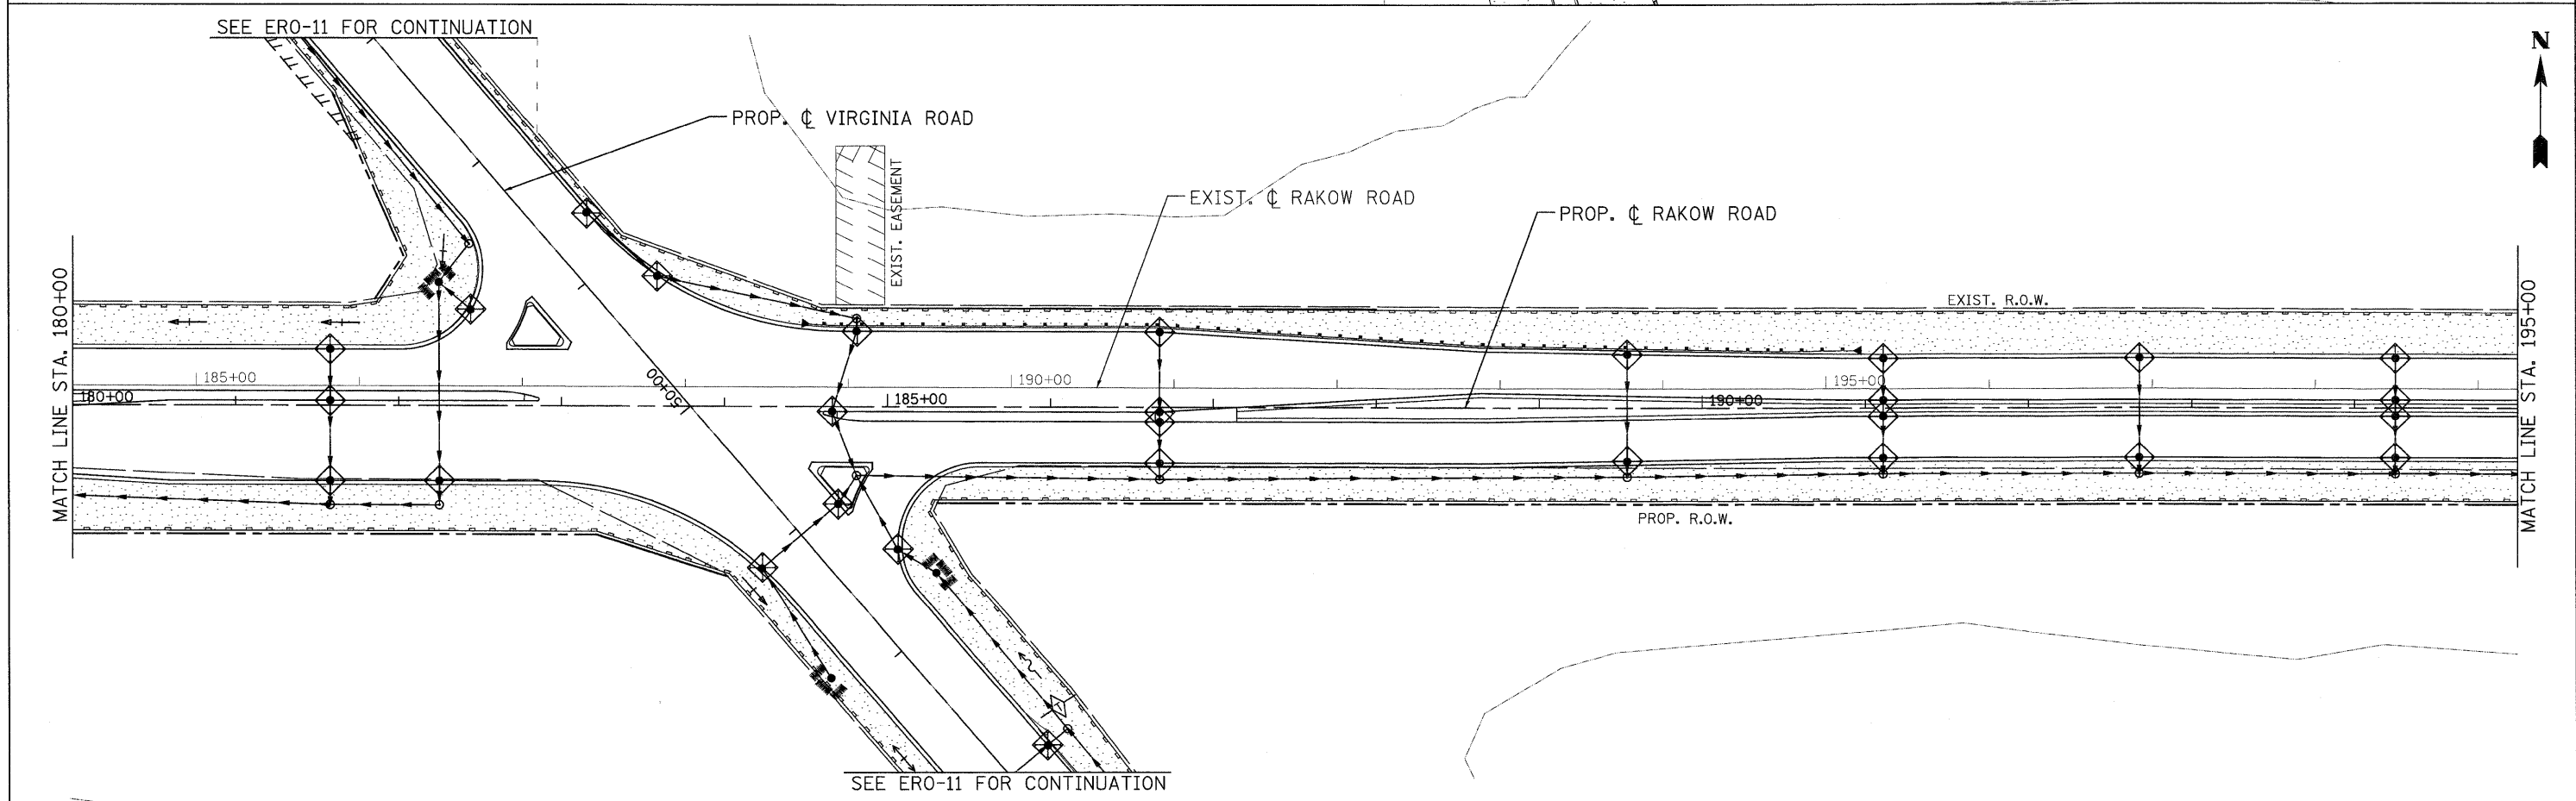 SEE ERO-11 FOR CONTINUATION
N
PROP. ℄ VIRGINIA ROAD
EXIST. EASEMENT
EXIST. ℄ RAKOW ROAD
PROP. ℄ RAKOW ROAD
MATCH LINE STA. 180+00
EXIST. R.O.W.
MATCH LINE STA. 195+00
185+00
190+00
195+00
180+00
50+00
185+00
190+00
PROP. R.O.W.
T
SEE ERO-11 FOR CONTINUATION